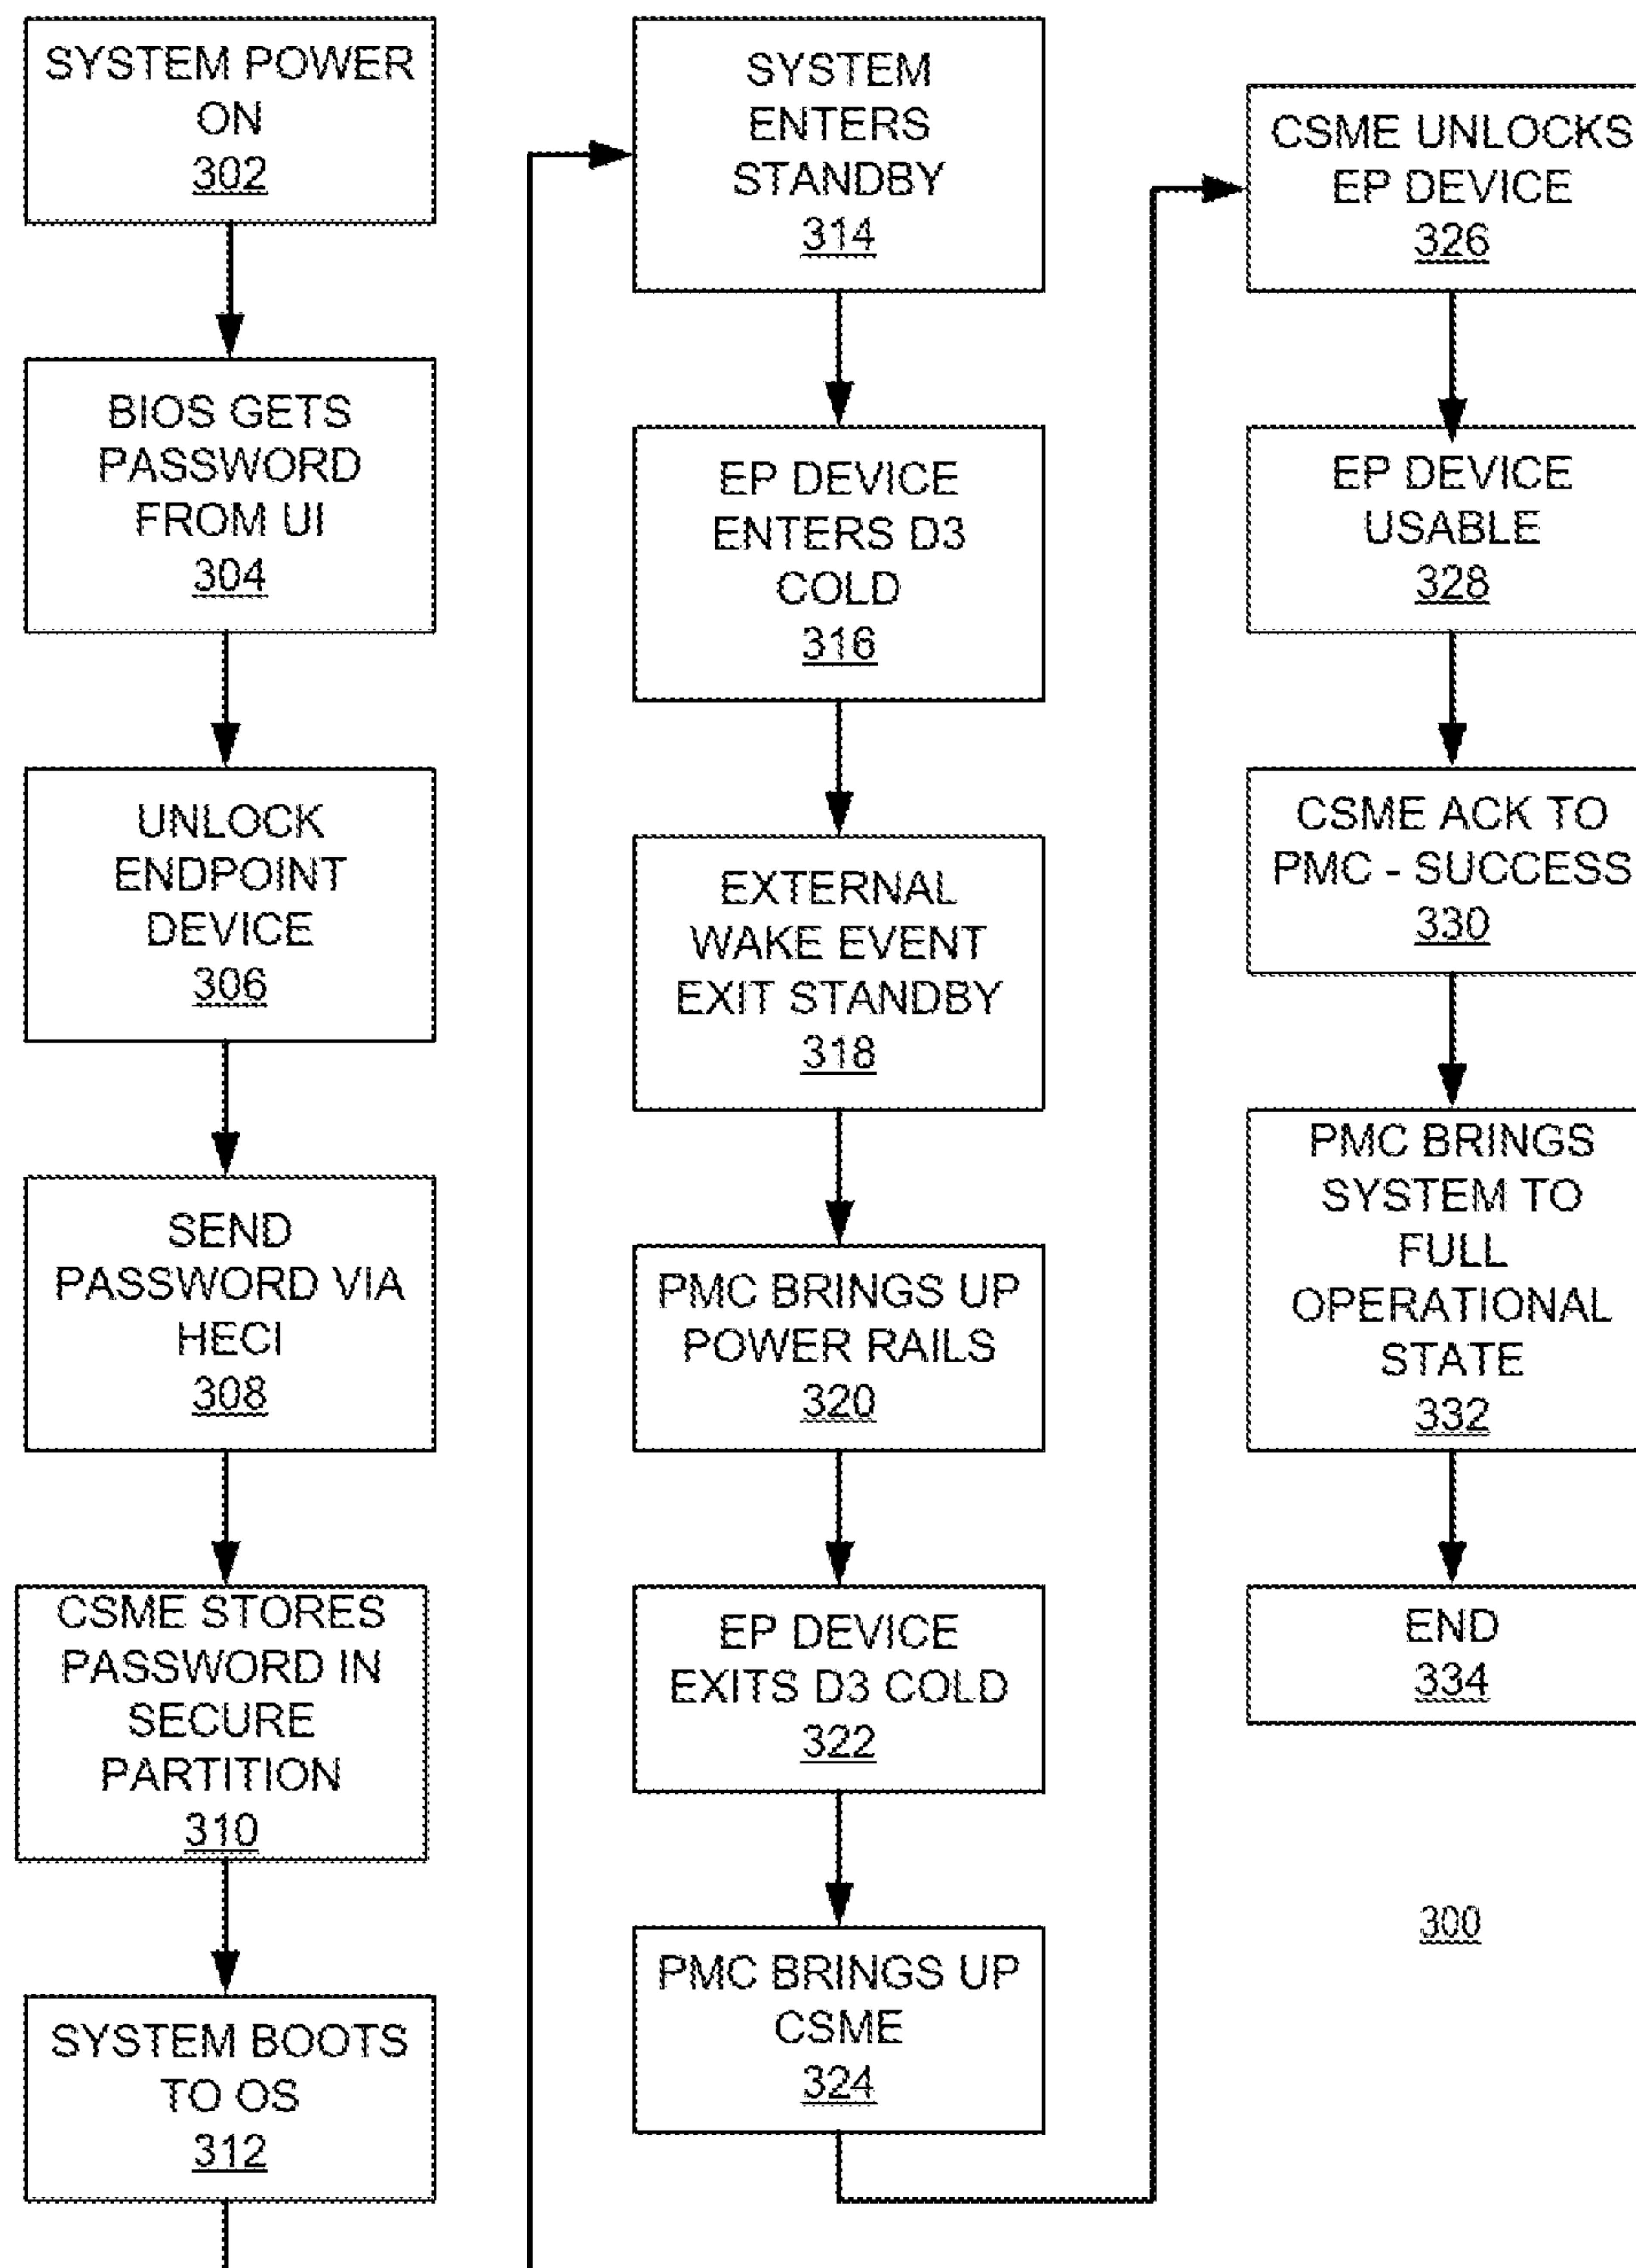 SYSTEM POWER
ON
302
BIOS GETS
PASSWORD
FROM UI
304
UNLOCK
ENDPOINT
DEVICE
306
SEND
PASSWORD VIA
HECI
308
CSME STORES
PASSWORD IN
SECURE
PARTITION
310
SYSTEM BOOTS
TO OS
312
SYSTEM
ENTERS
STANDBY
314
EP DEVICE
ENTERS D3
COLD
316
EXTERNAL
WAKE EVENT
EXIT STANDBY
318
PMC BRINGS UP
POWER RAILS
320
EP DEVICE
EXITS D3 COLD
322
PMC BRINGS UP
CSME
324
CSME UNLOCKS
EP DEVICE
326
EP DEVICE
USABLE
328
CSME ACK TO
PMC - SUCCESS
330
PMC BRINGS
SYSTEM TO
FULL
OPERATIONAL
STATE
332
END
334
300